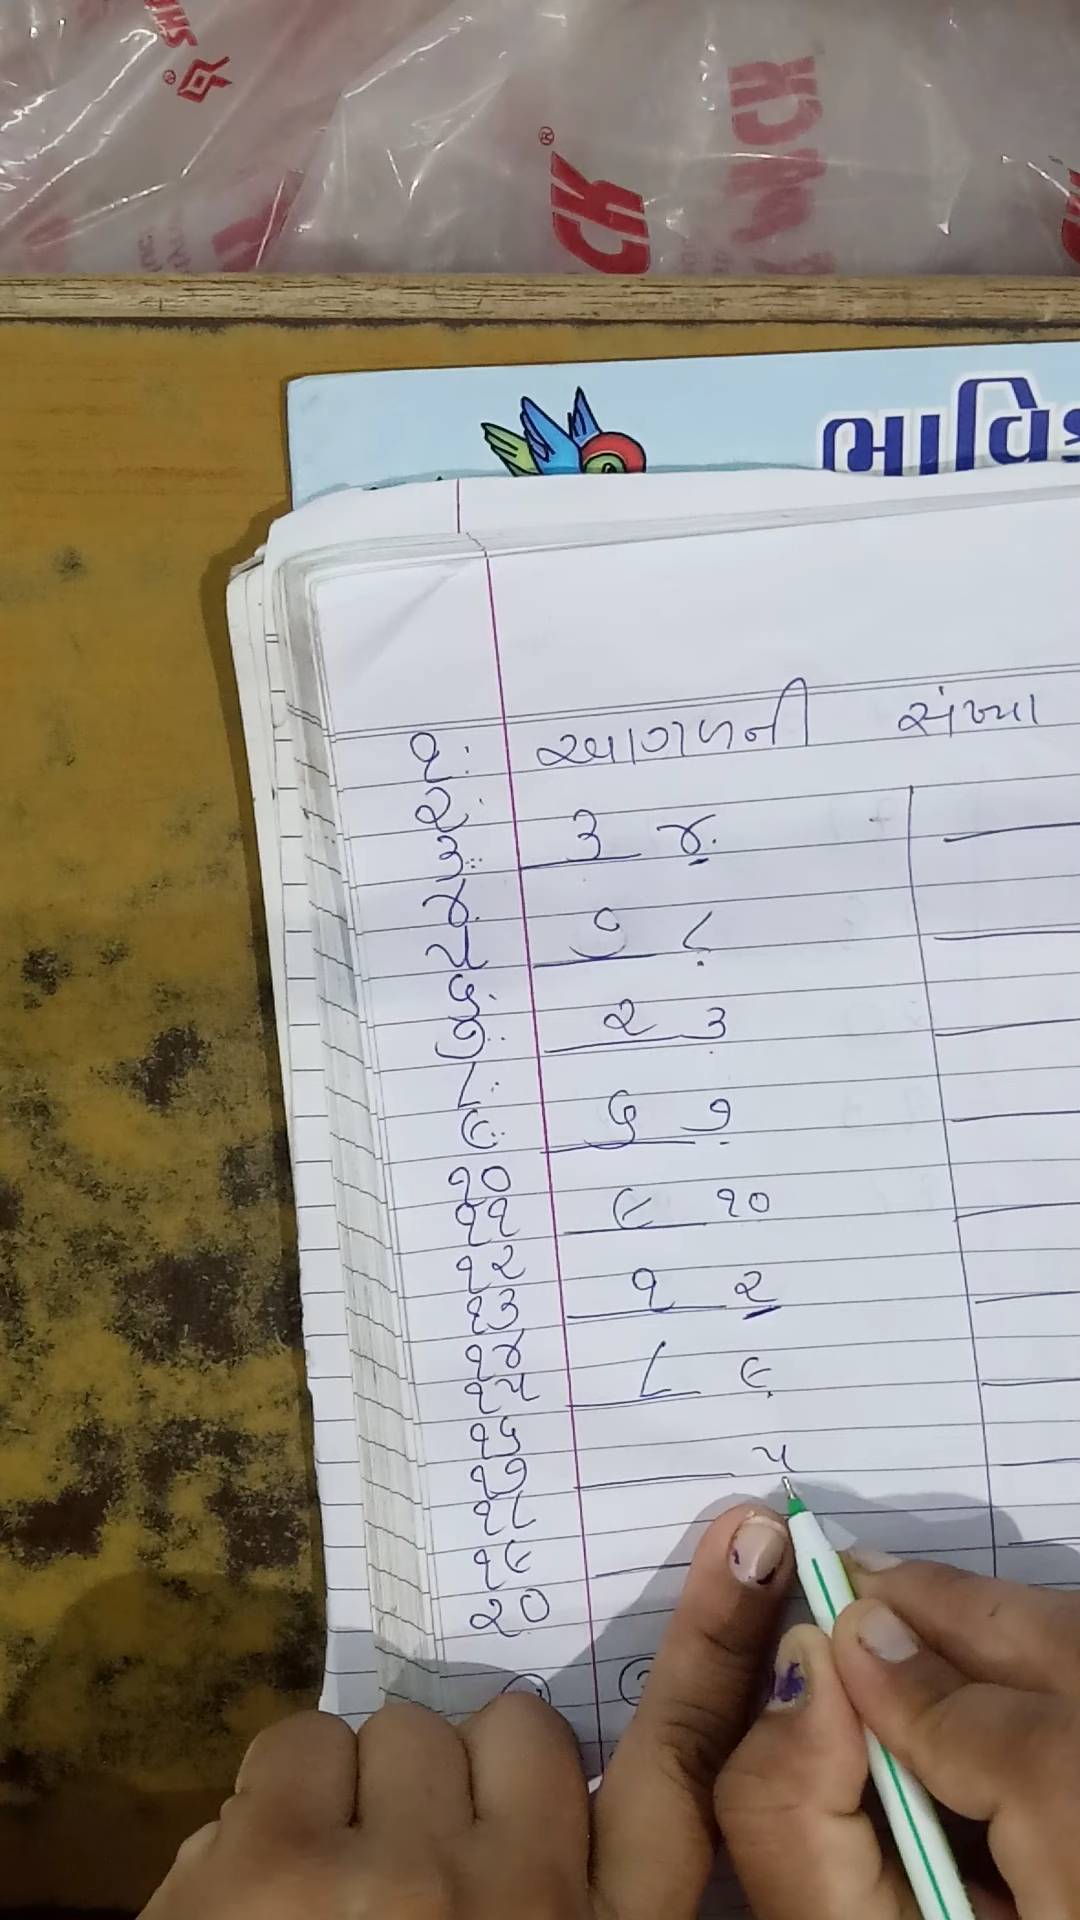 આગળની સંખ્યા
૧:
૨:
૩: ૩ ૪.
૪.
૫ ૭ ૮
૬.
૭: ૨ ૩
૮:
૯: ૬ ૭
૧૦
૧૧ ૯ ૧૦
૧૨
૧૩ ૧ ૨
૧૪
૧૫ ૮ ૯
૧૬
૧૭ ૫
૧૮
૧૯
૨૦